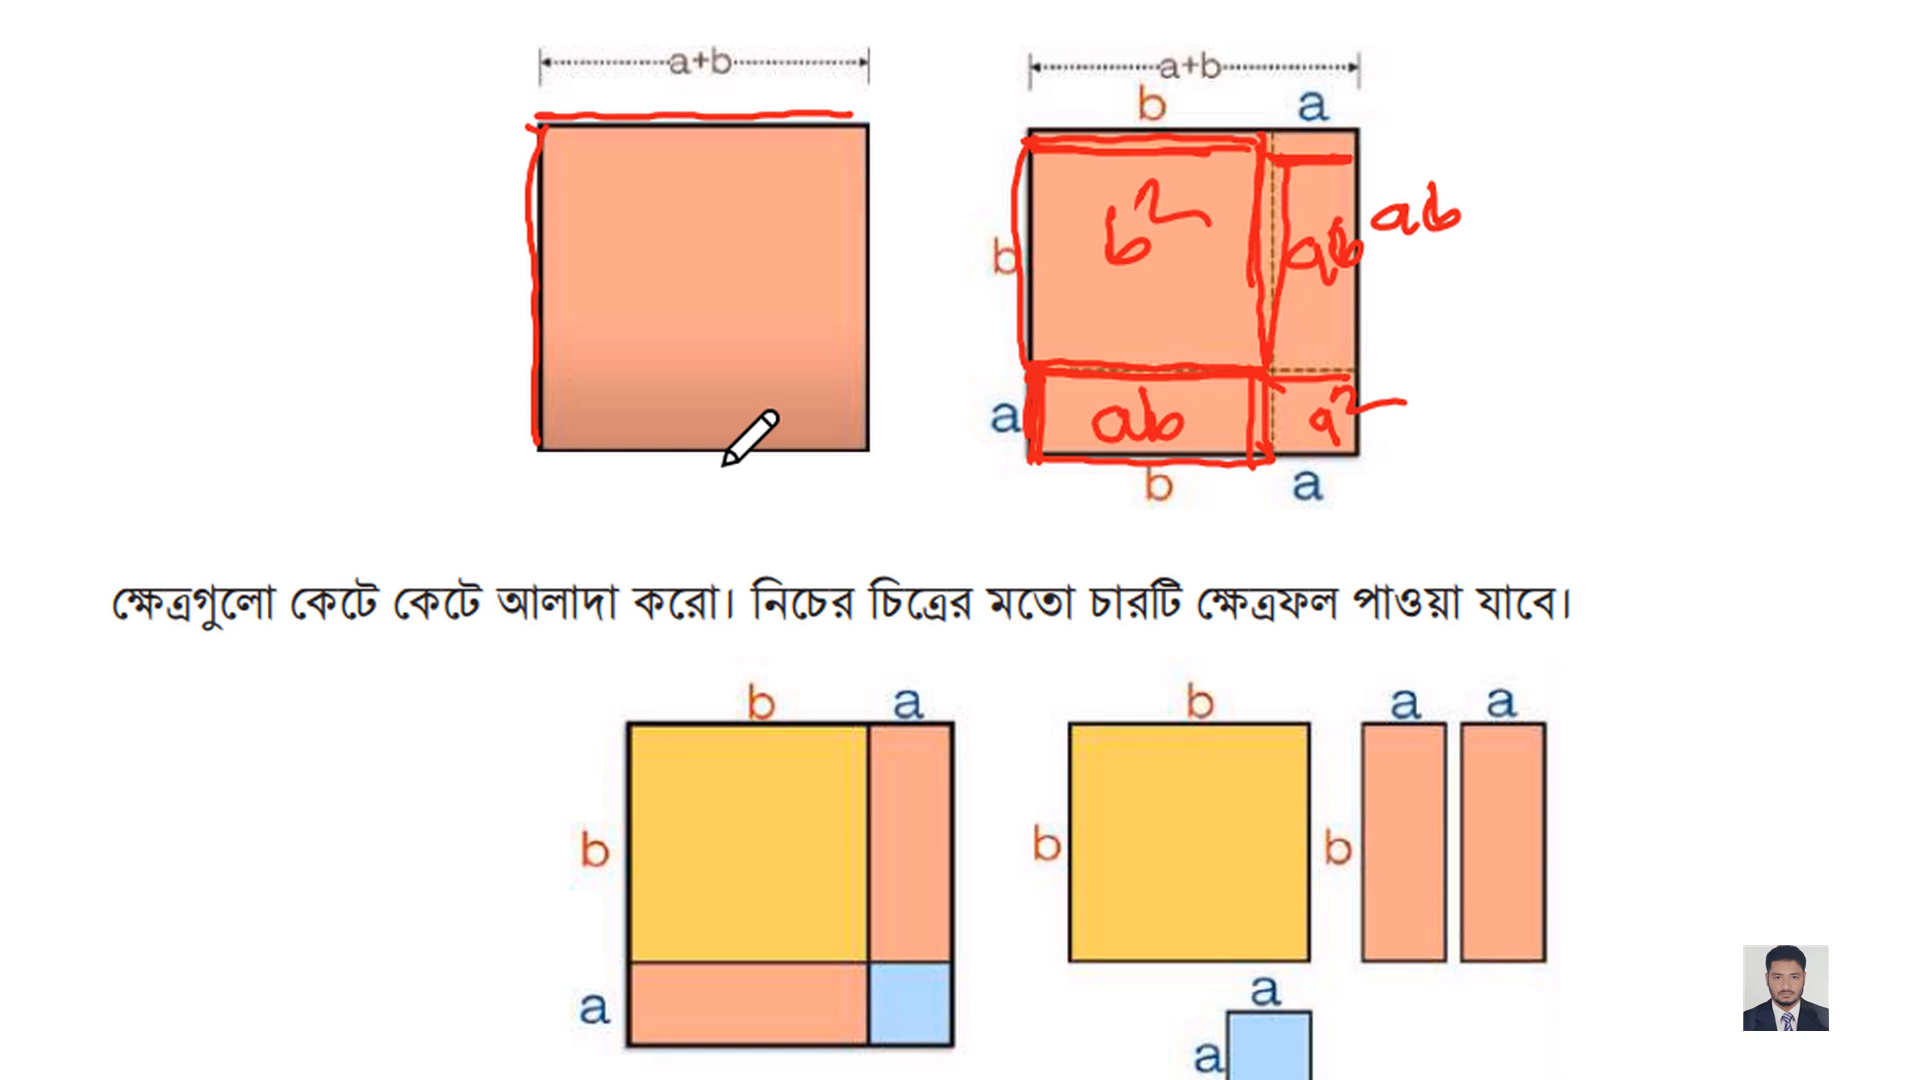 a+b a+b
b a
b² ab ab
b
a ab a²
b a
ক্ষেত্রগুলো কেটে কেটে আলাদা করো। নিচের চিত্রের মতো চারটি ক্ষেত্রফল পাওয়া যাবে।
b a b a a
b b b
a
a a